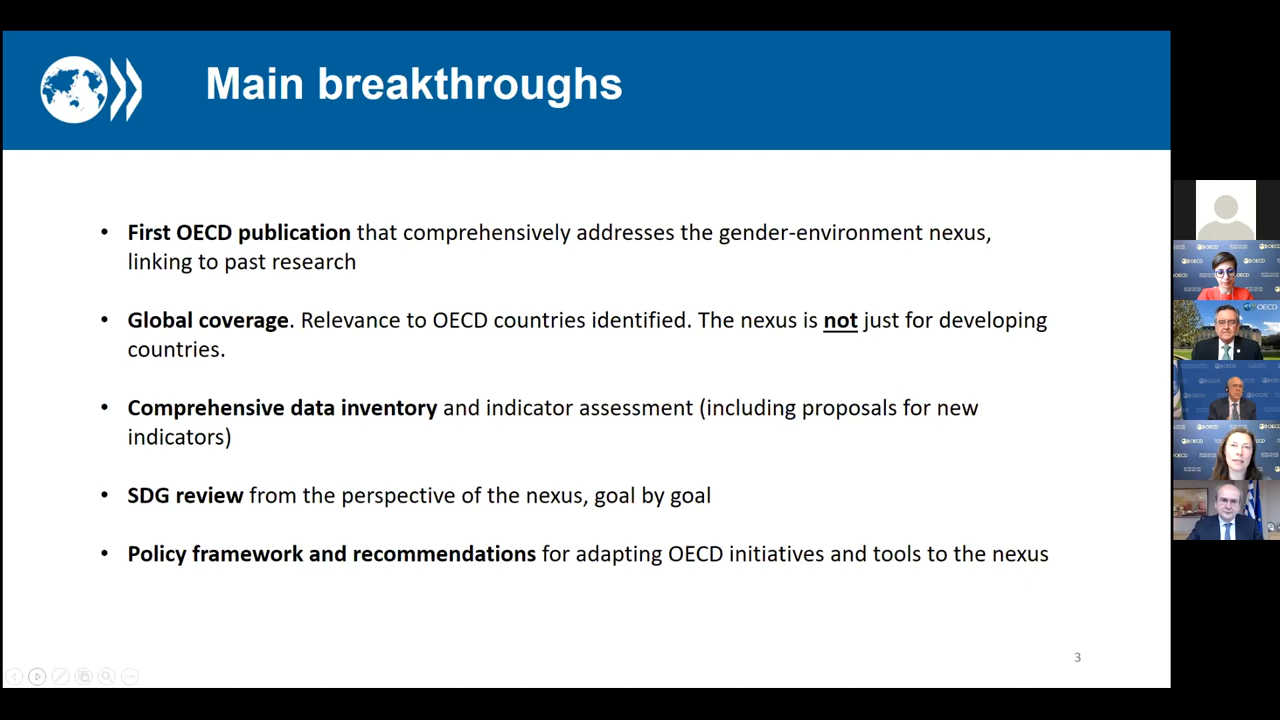 Main breakthroughs
• First OECD publication that comprehensively addresses the gender-environment nexus,
linking to past research
• Global coverage. Relevance to OECD countries identified. The nexus is not just for developing
countries.
• Comprehensive data inventory and indicator assessment (including proposals for new
indicators)
• SDG review from the perspective of the nexus, goal by goal
• Policy framework and recommendations for adapting OECD initiatives and tools to the nexus
3
OECD
OECD